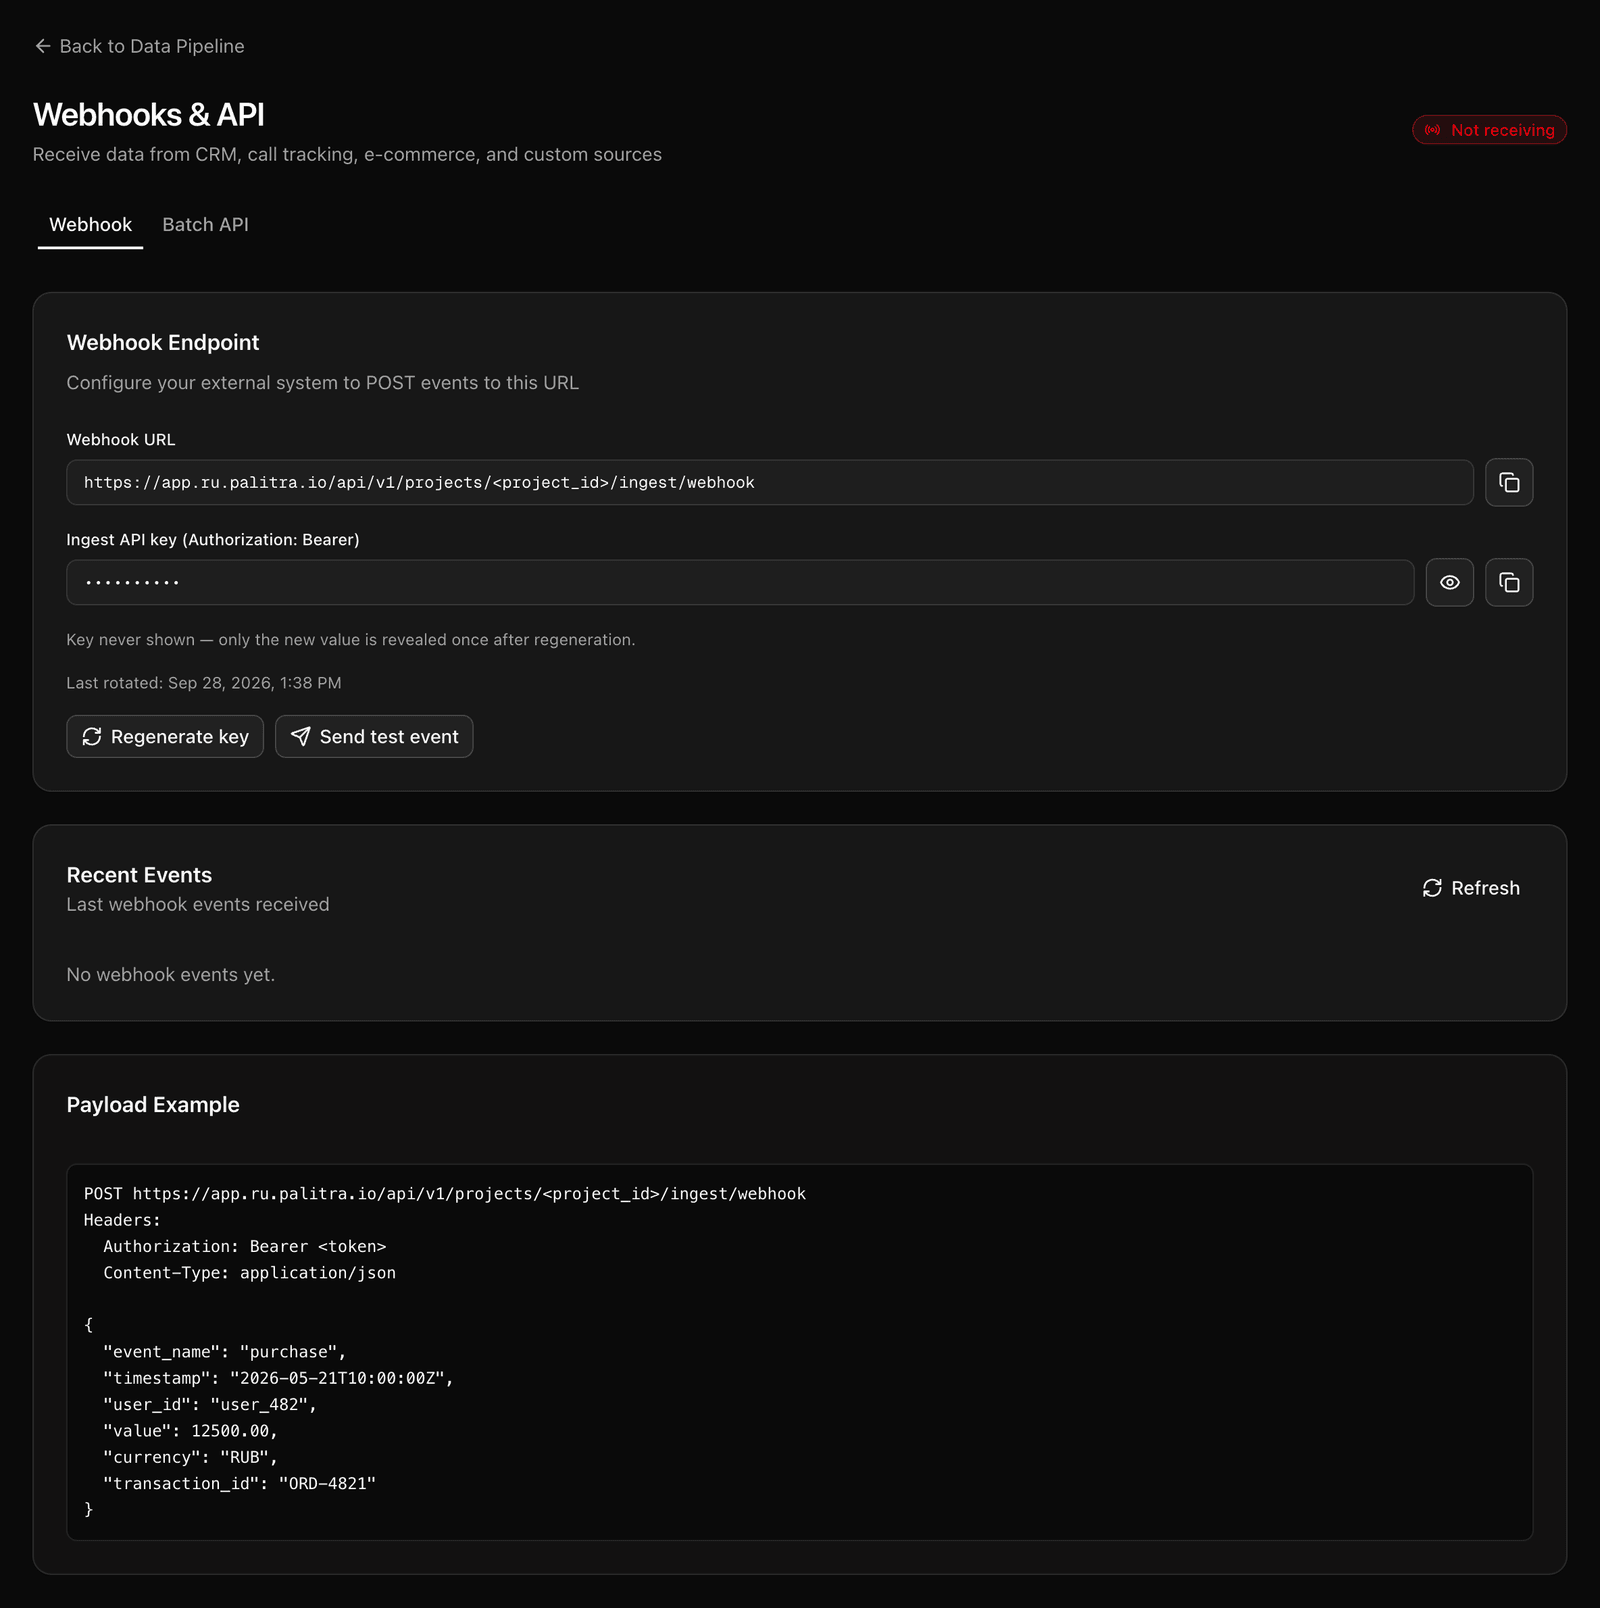 Back to Data Pipeline
Webhooks & API
Not receiving
Receive data from CRM, call tracking, e-commerce, and custom sources
Webhook
Batch API
Webhook Endpoint
Configure your external system to POST events to this URL
Webhook URL
https://app.ru.palitra.io/api/v1/projects/<project_id>/ingest/webhook
Ingest API key (Authorization: Bearer)
••••••••••
Key never shown — only the new value is revealed once after regeneration.
Last rotated: Sep 28, 2026, 1:38 PM
Regenerate key
Send test event
Recent Events
Refresh
Last webhook events received
No webhook events yet.
Payload Example
POST https://app.ru.palitra.io/api/v1/projects/<project_id>/ingest/webhook
Headers:
  Authorization: Bearer <token>
  Content-Type: application/json

{
  "event_name": "purchase",
  "timestamp": "2026-05-21T10:00:00Z",
  "user_id": "user_482",
  "value": 12500.00,
  "currency": "RUB",
  "transaction_id": "ORD-4821"
}